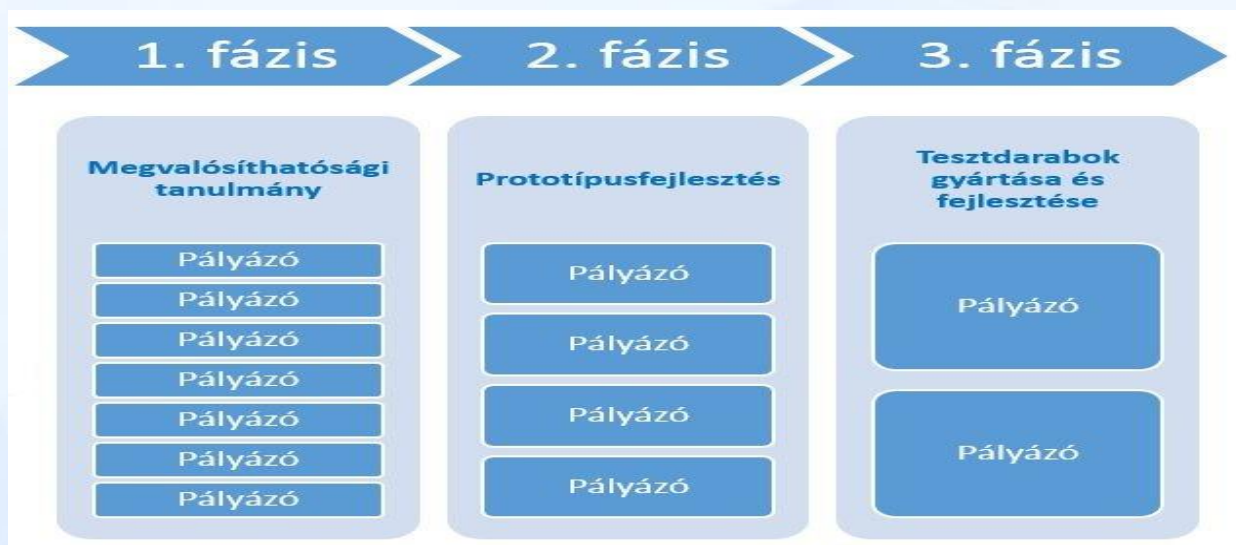 1. fázis
2. fázis
3. fázis
Megvalósíthatósági
tanulmány
Pályázó
Pályázó
Pályázó
Pályázó
Pályázó
Pályázó
Pályázó
Prototípusfejlesztés
Pályázó
Pályázó
Pályázó
Pályázó
Tesztdarabok
gyártása és
fejlesztése
Pályázó
Pályázó